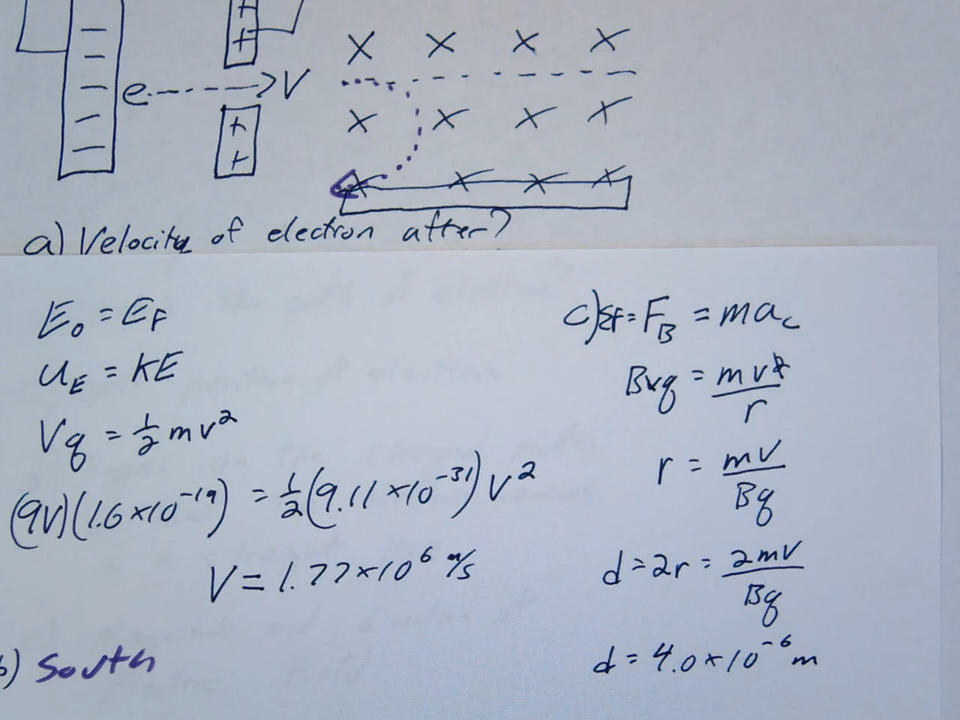 e → V
X X X X
X X X X
X X X X
a) Velocity of electron after?
E₀ = E_F
U_E = KE
Vq = ½mv²
(9V)(1.6×10⁻¹⁹) = ½(9.11×10⁻³¹)V²
V = 1.77×10⁶ m/s
b) South
c) ΣF = F_B = ma_c
Bvq = mv²/r
r = mv/Bq
d = 2r = 2mv/Bq
d = 4.0×10⁻⁶ m